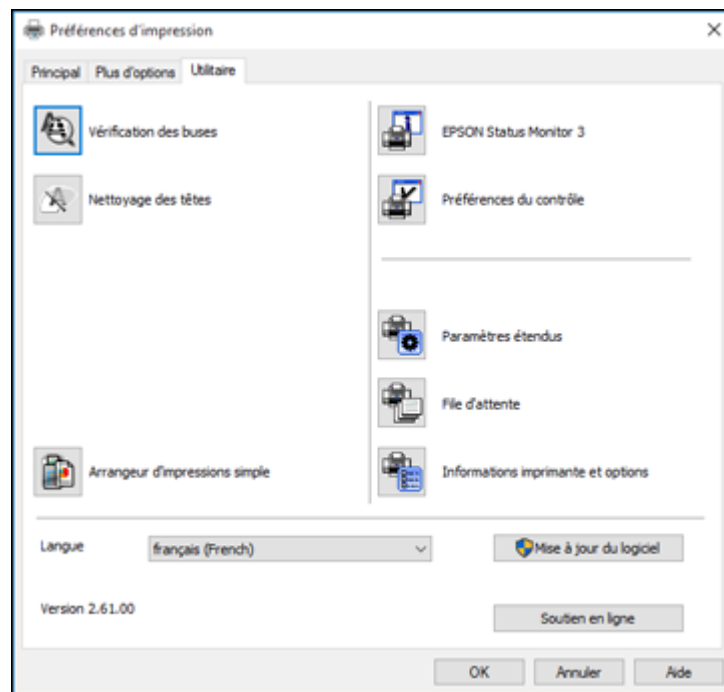 Préférences d'impression
Principal Plus d'options Utilitaire
Vérification des buses
EPSON Status Monitor 3
Nettoyage des têtes
Préférences du contrôle
Paramètres étendus
File d'attente
Arrangeur d'impressions simple
Informations imprimante et options
Langue français (French) Mise à jour du logiciel
Version 2.61.00
Soutien en ligne
OK Annuler Aide